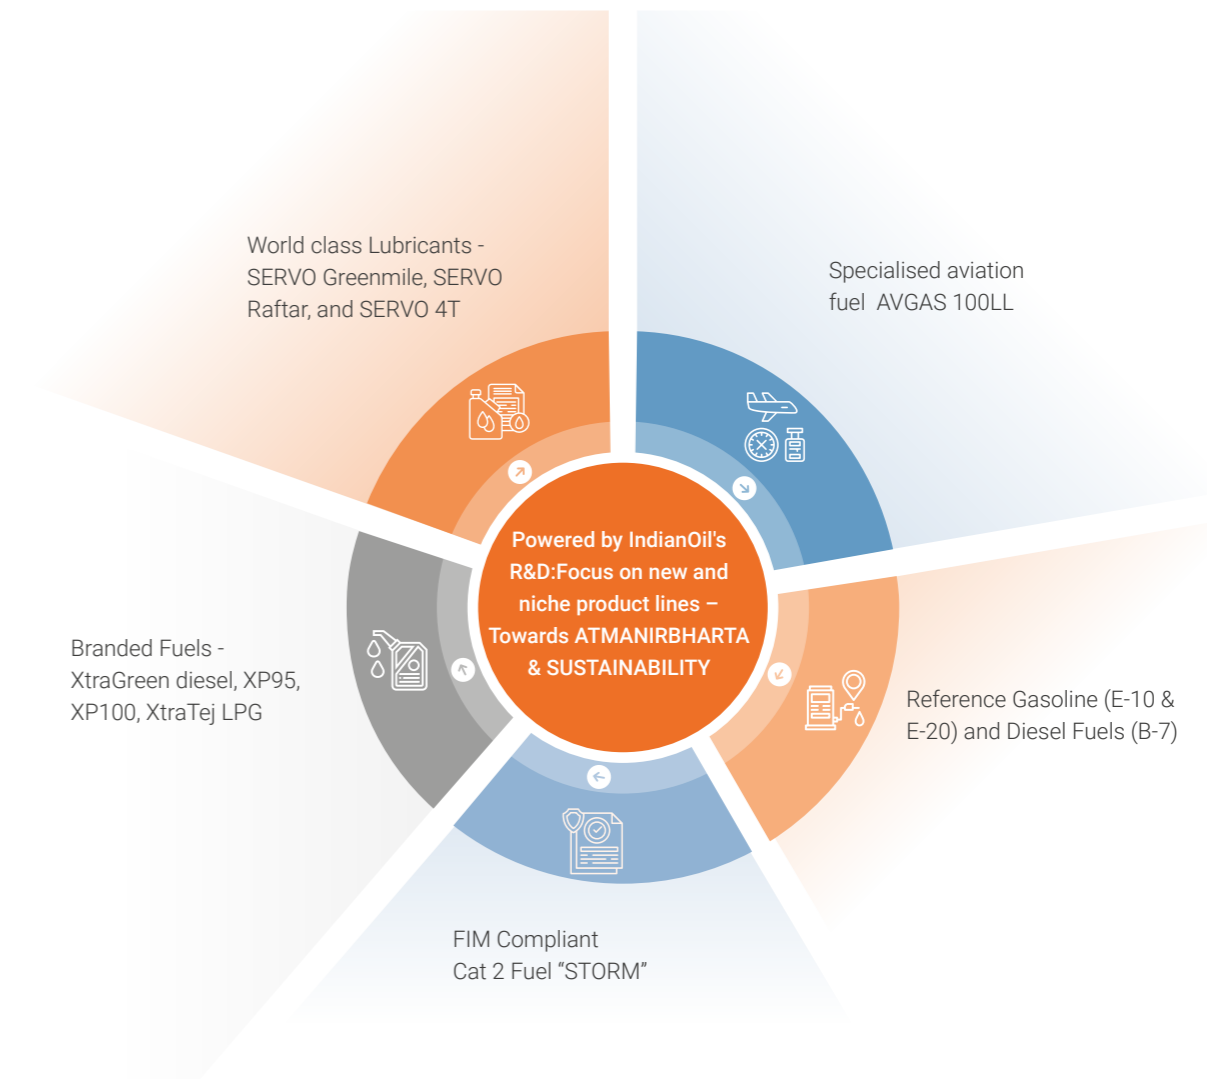 World class Lubricants -
SERVO Greenmile, SERVO
Raftar, and SERVO 4T
Specialised aviation
fuel AVGAS 100LL
Powered by IndianOil's
R&D:Focus on new and
niche product lines –
Towards ATMANIRBHARTA
& SUSTAINABILITY
Branded Fuels -
XtraGreen diesel, XP95,
XP100, XtraTej LPG
Reference Gasoline (E-10 &
E-20) and Diesel Fuels (B-7)
FIM Compliant
Cat 2 Fuel “STORM”